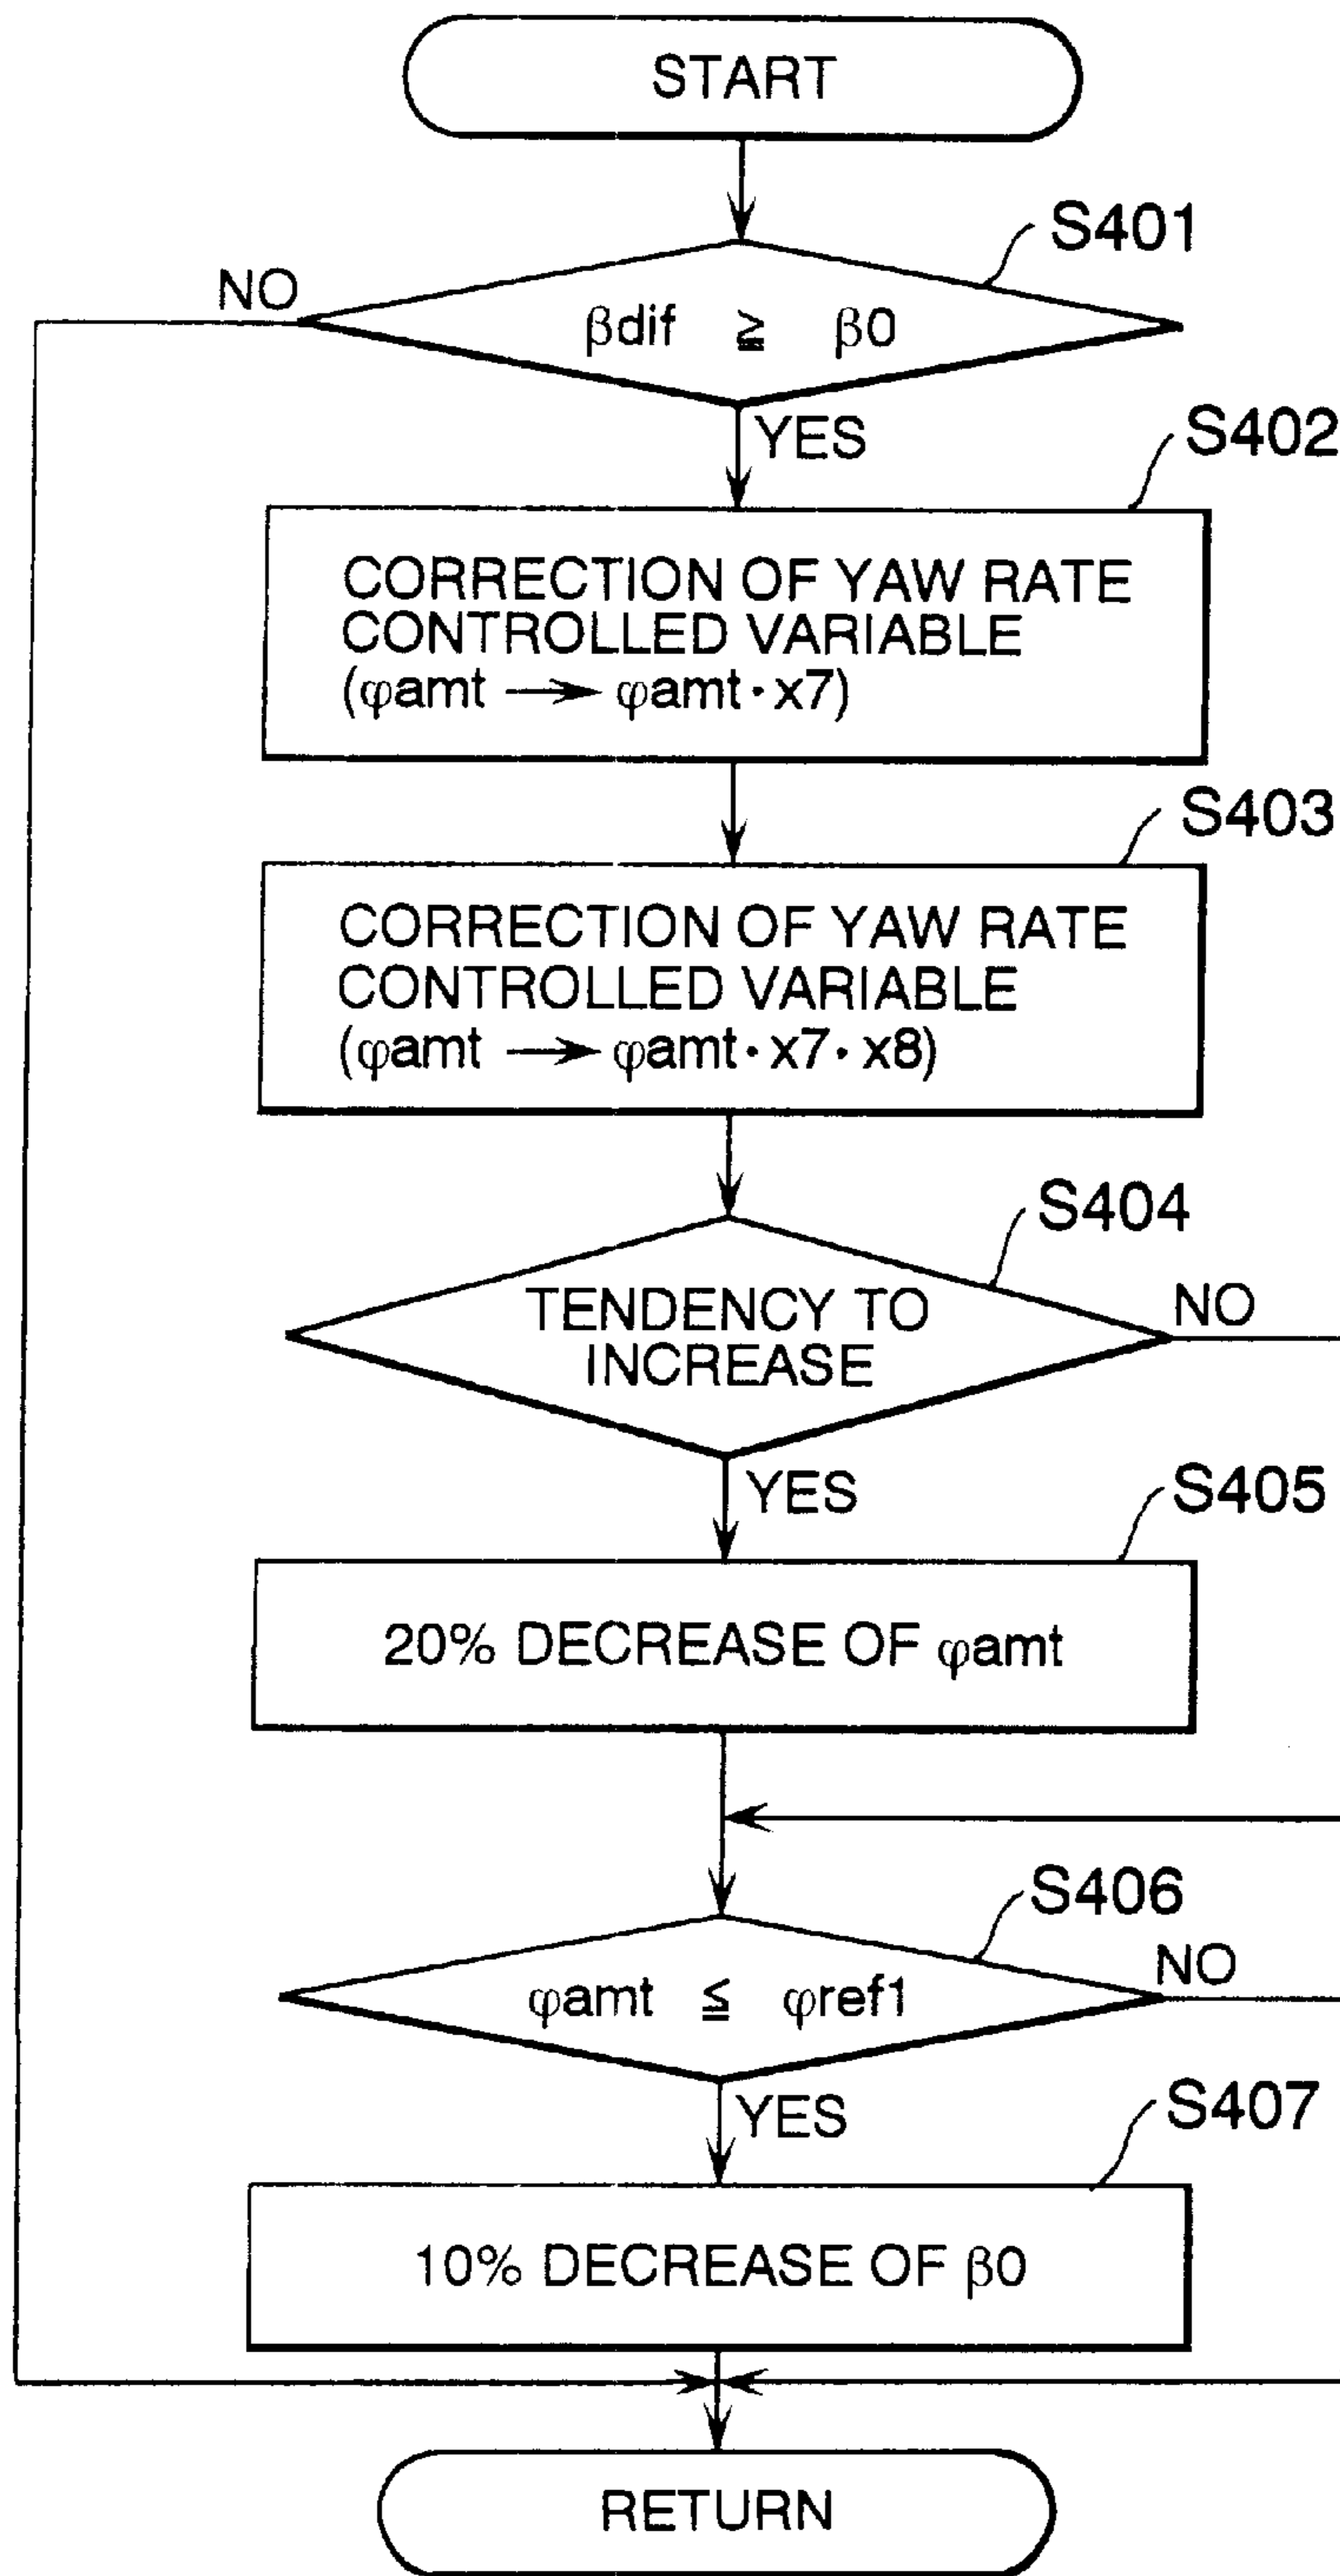 START
S401
NO
βdif ≧ β0
YES
S402
CORRECTION OF YAW RATE
CONTROLLED VARIABLE
(φamt → φamt · x7)
S403
CORRECTION OF YAW RATE
CONTROLLED VARIABLE
(φamt → φamt · x7 · x8)
S404
TENDENCY TO
INCREASE
NO
YES
S405
20% DECREASE OF φamt
S406
φamt ≦ φref1
NO
YES
S407
10% DECREASE OF β0
RETURN